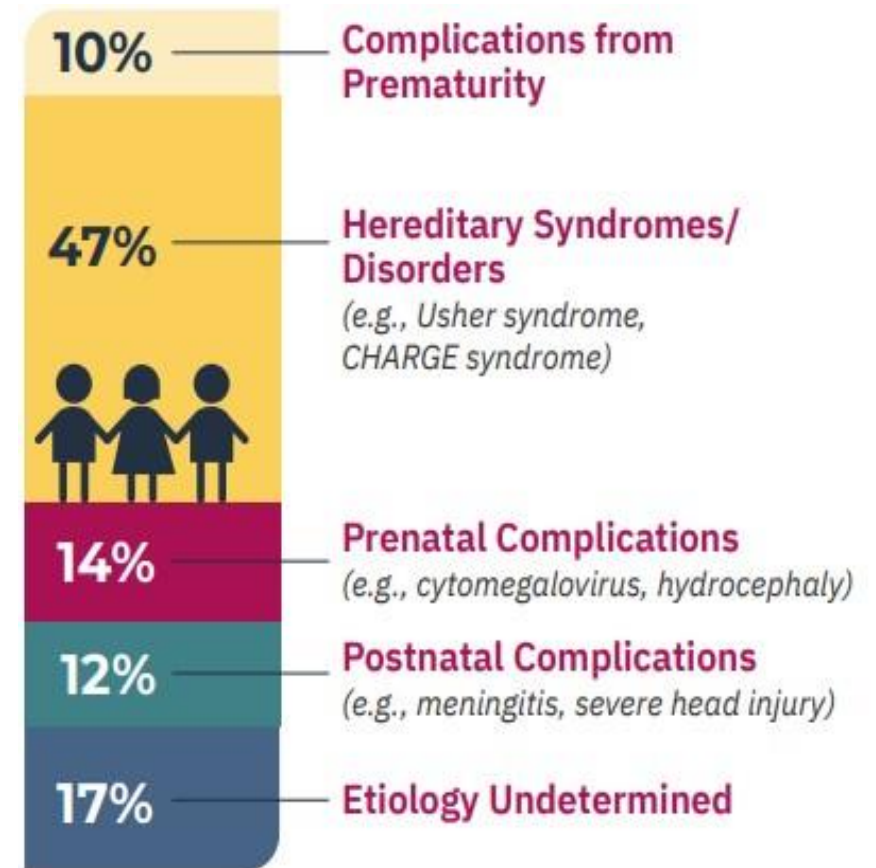 10%
Complications from
Prematurity
47%
Hereditary Syndromes/
Disorders
(e.g., Usher syndrome,
CHARGE syndrome)
14%
Prenatal Complications
(e.g., cytomegalovirus, hydrocephaly)
12%
Postnatal Complications
(e.g., meningitis, severe head injury)
17%
Etiology Undetermined